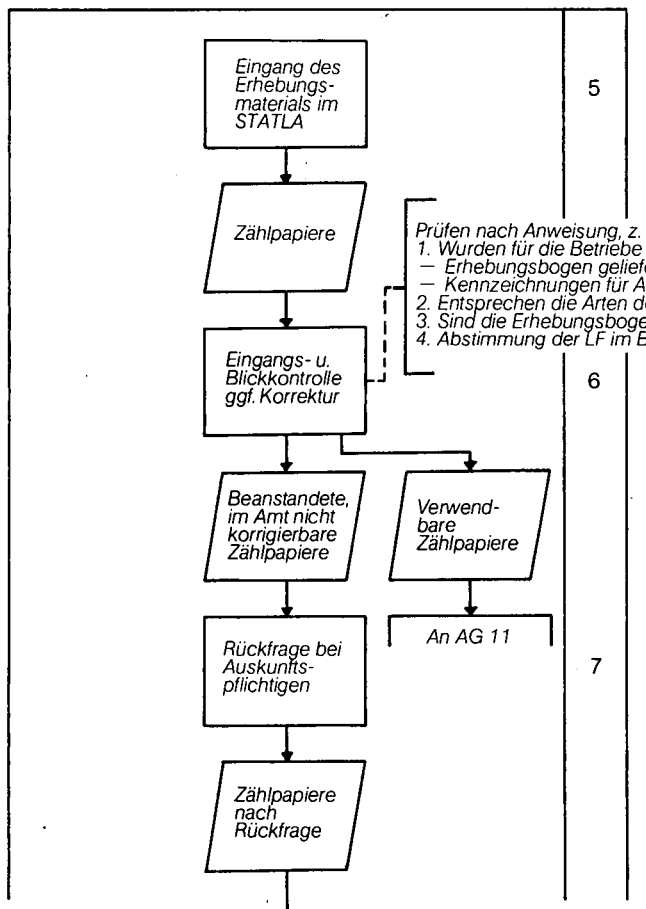 Eingang des
Erhebungs-
materials im
STATLA
5
Zählpapiere
Prüfen nach Anweisung, z.
1. Wurden für die Betriebe
— Erhebungsbogen
— Kennzeichnungen für
2. Entsprechen die Arten
3. Sind die
4. Abstimmung der LF im
Eingangs- u.
Blickkontrolle
ggf. Korrektur
6
Beanstandete,
im Amt nicht
korrigierbare
Zählpapiere
Verwend-
bare
Zählpapiere
An AG 11
Rückfrage bei
Auskunfts-
pflichtigen
7
Zählpapiere
nach
Rückfrage